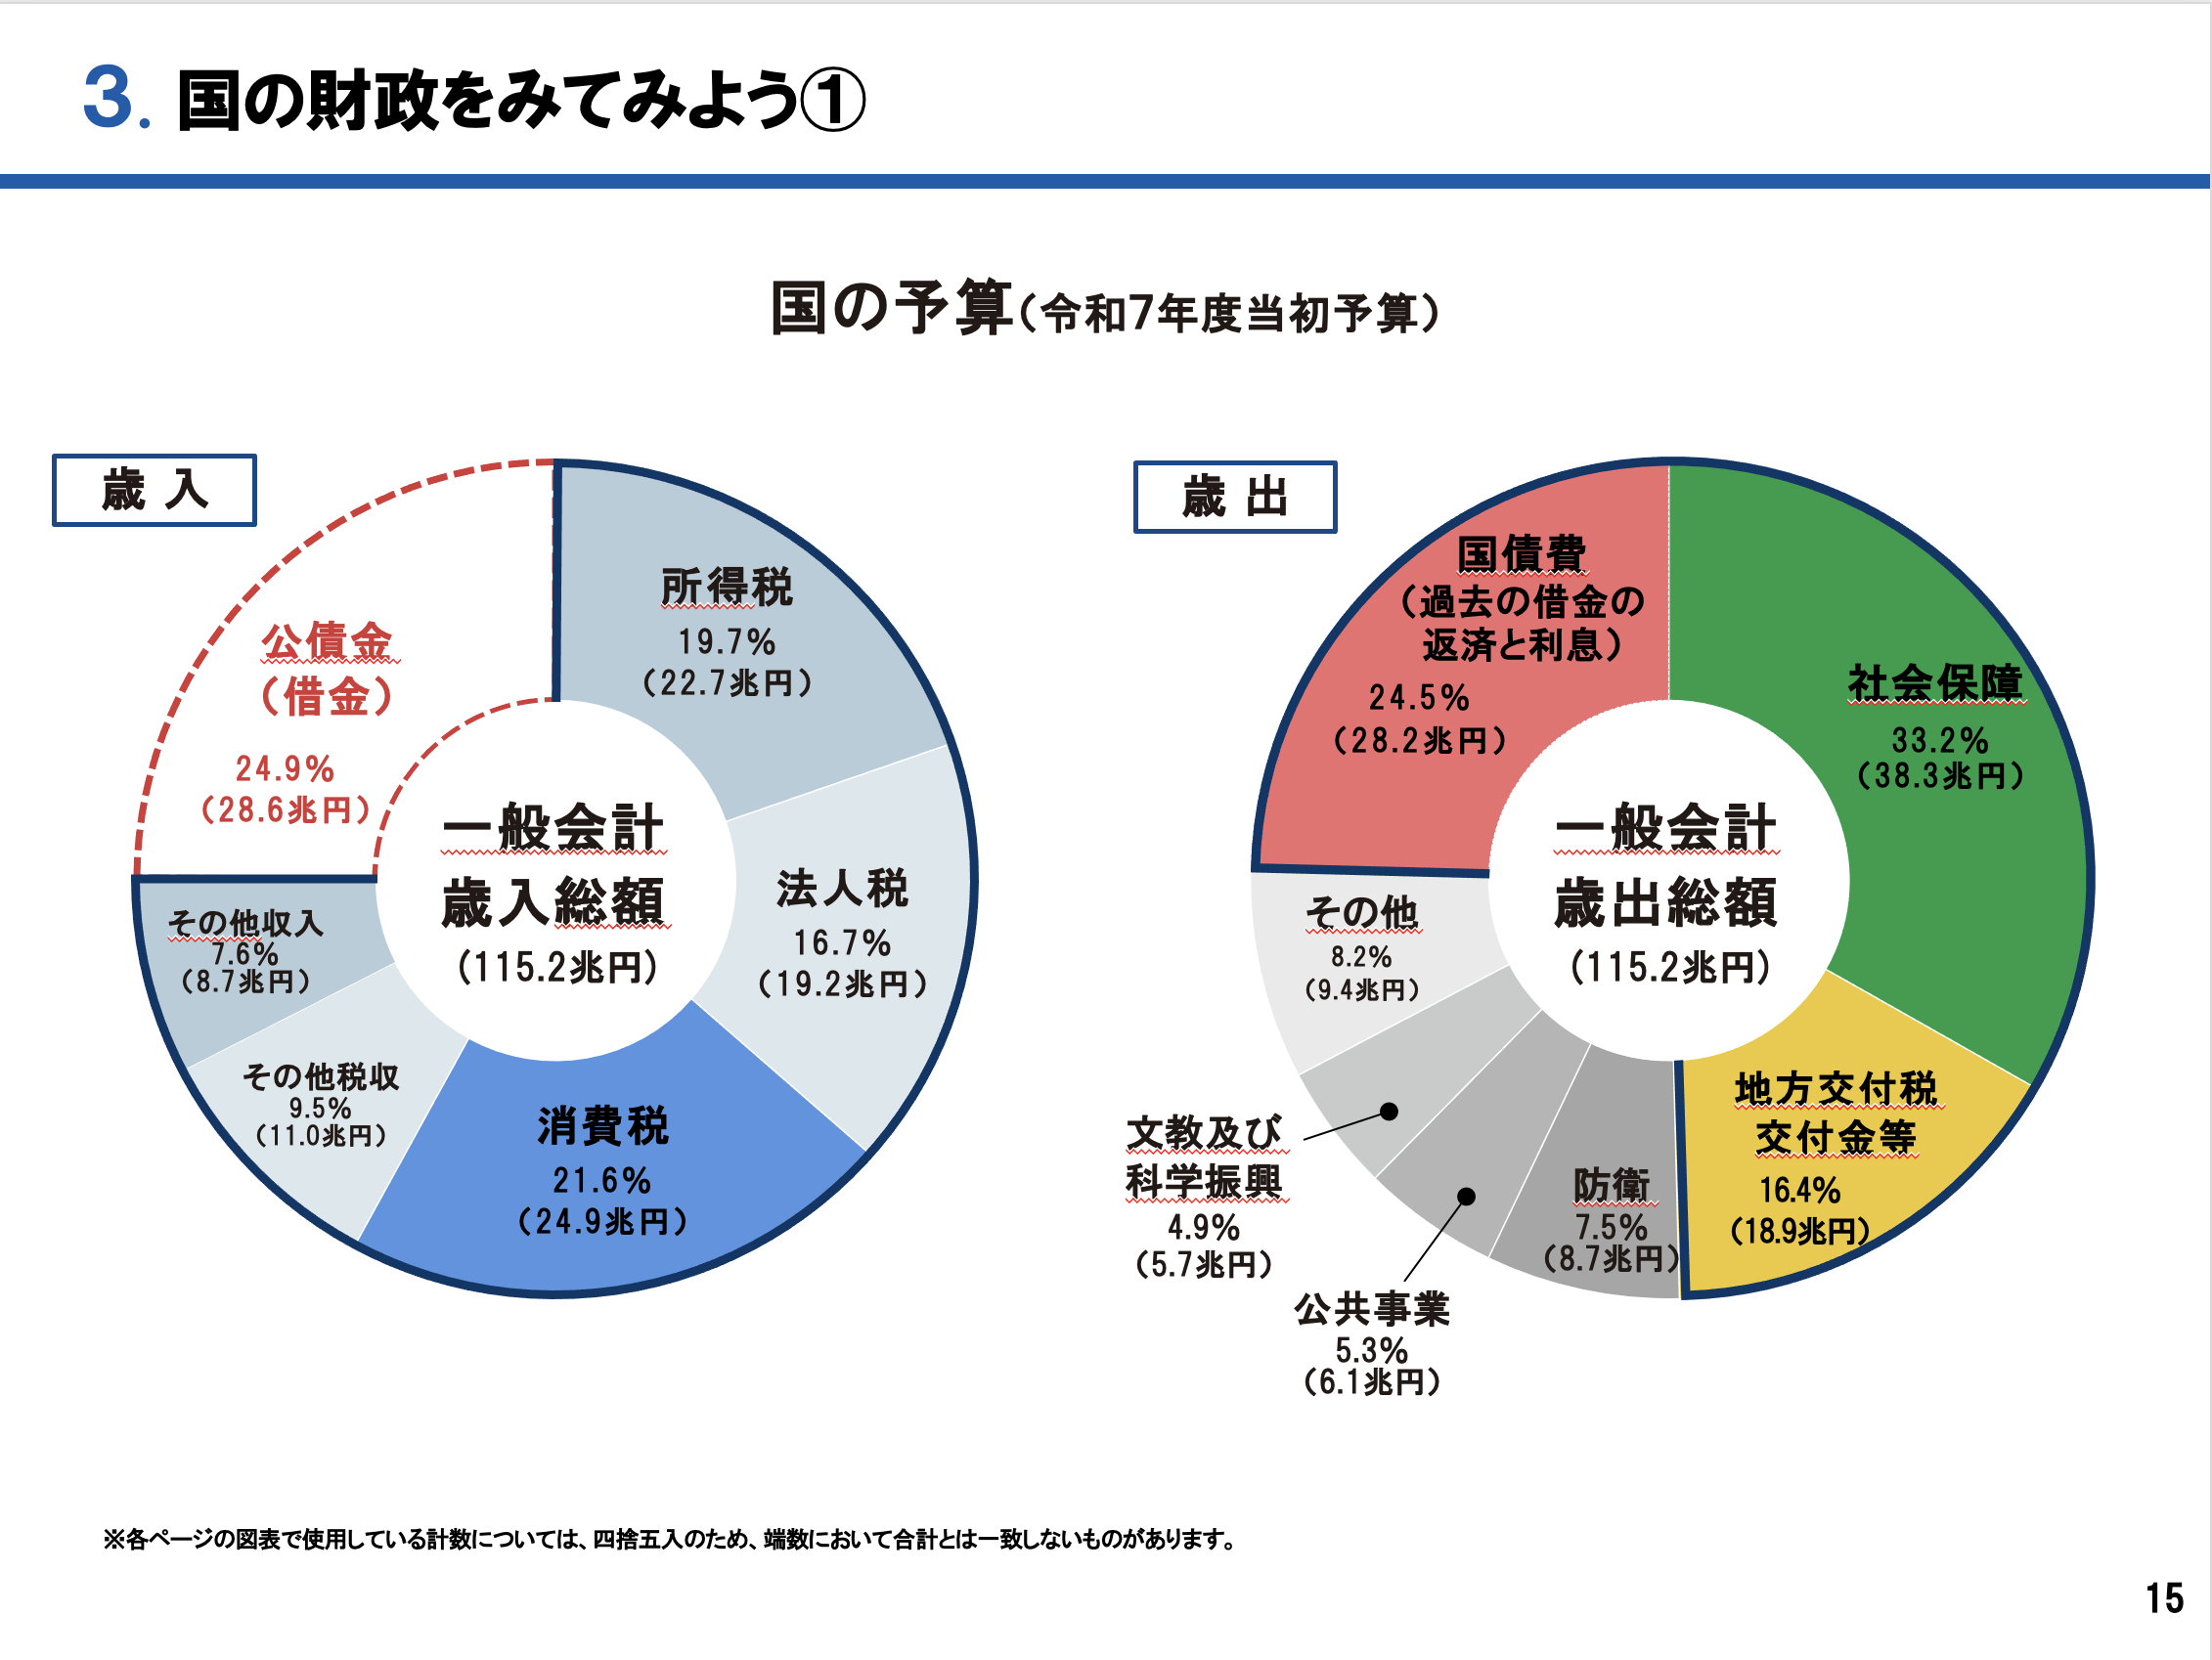 3. 国の財政をみてみよう①
国の予算(令和7年度当初予算)
歳入
所得税
19.7%
(22.7兆円)
法人税
16.7%
(19.2兆円)
消費税
21.6%
(24.9兆円)
その他税収
9.5%
(11.0兆円)
その他収入
7.6%
(8.7兆円)
公債金
(借金)
24.9%
(28.6兆円)
一般会計
歳入総額
(115.2兆円)
歳出
社会保障
33.2%
(38.3兆円)
地方交付税
交付金等
16.4%
(18.9兆円)
防衛
7.5%
(8.7兆円)
公共事業
5.3%
(6.1兆円)
文教及び
科学振興
4.9%
(5.7兆円)
その他
8.2%
(9.4兆円)
国債費
(過去の借金の
返済と利息)
24.5%
(28.2兆円)
一般会計
歳出総額
(115.2兆円)
※各ページの図表で使用している計数については、四捨五入のため、端数において合計とは一致しないものがあります。
15